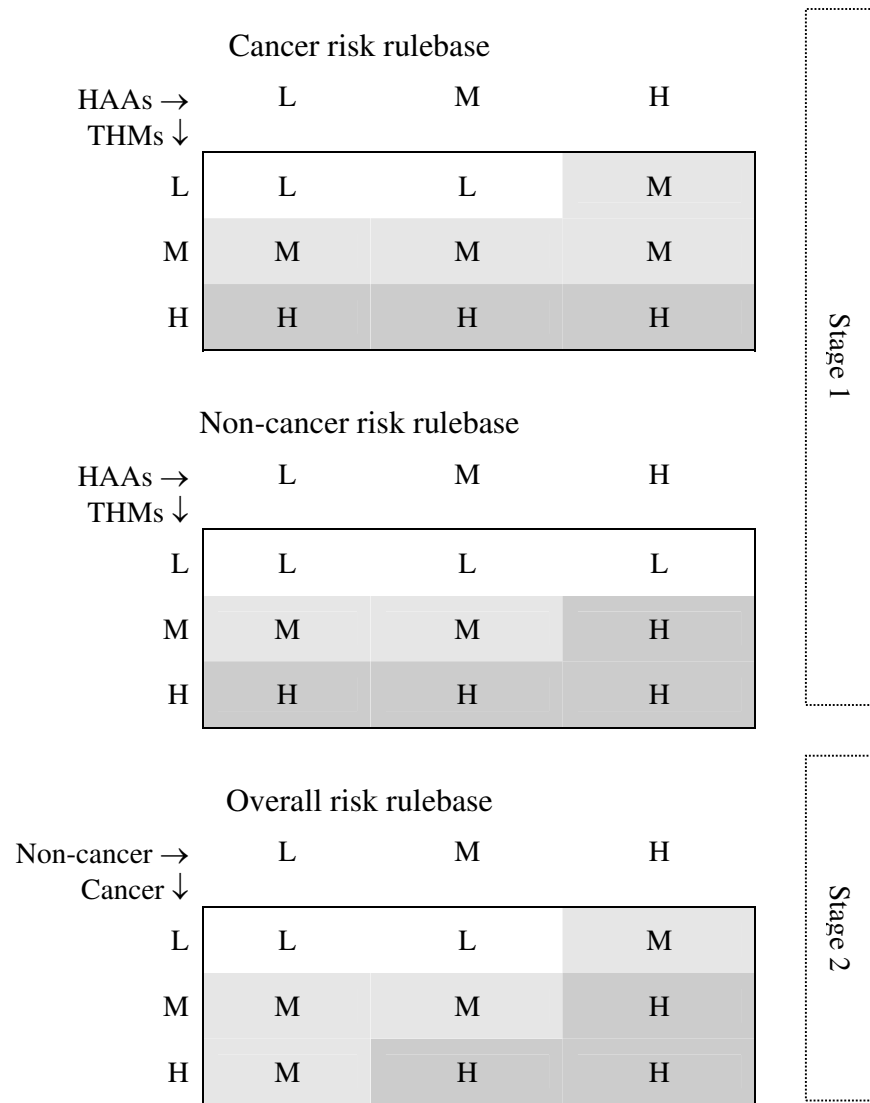 Cancer risk rulebase
HAAs → L M H
THMs ↓
L L L M
M M M M
H H H H
Stage 1
Non-cancer risk rulebase
HAAs → L M H
THMs ↓
L L L L
M M M H
H H H H
Overall risk rulebase
Non-cancer → L M H
Cancer ↓
L L L M
M M M H
H M H H
Stage 2